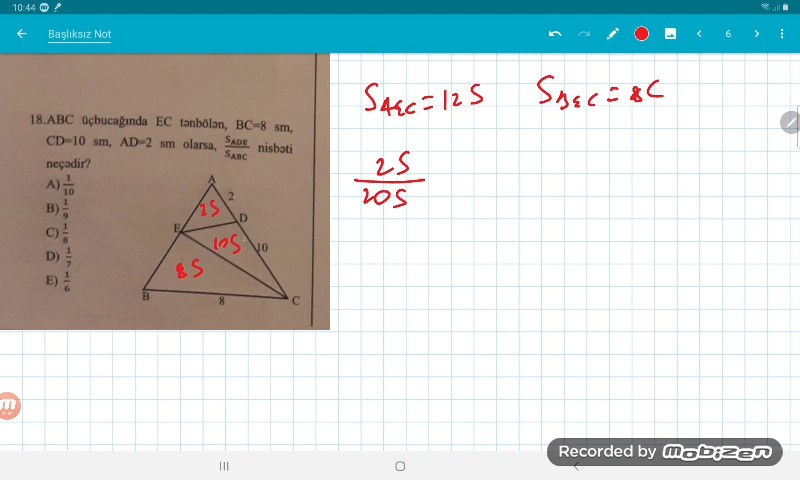 10:44
Başlıksız Not
6
18.ABC üçbucağında EC tənbölən, BC=8 sm,
CD=10 sm, AD=2 sm olarsa, S_ADE/S_ABC nisbəti
neçədir?
A) 1/10
B) 1/9
C) 1/8
D) 1/7
E) 1/6
A
2
2S
D
E
10S
10
8S
B
8
C
S_AEC=12S
S_BEC=8C
2S
20S
Recorded by mobizen